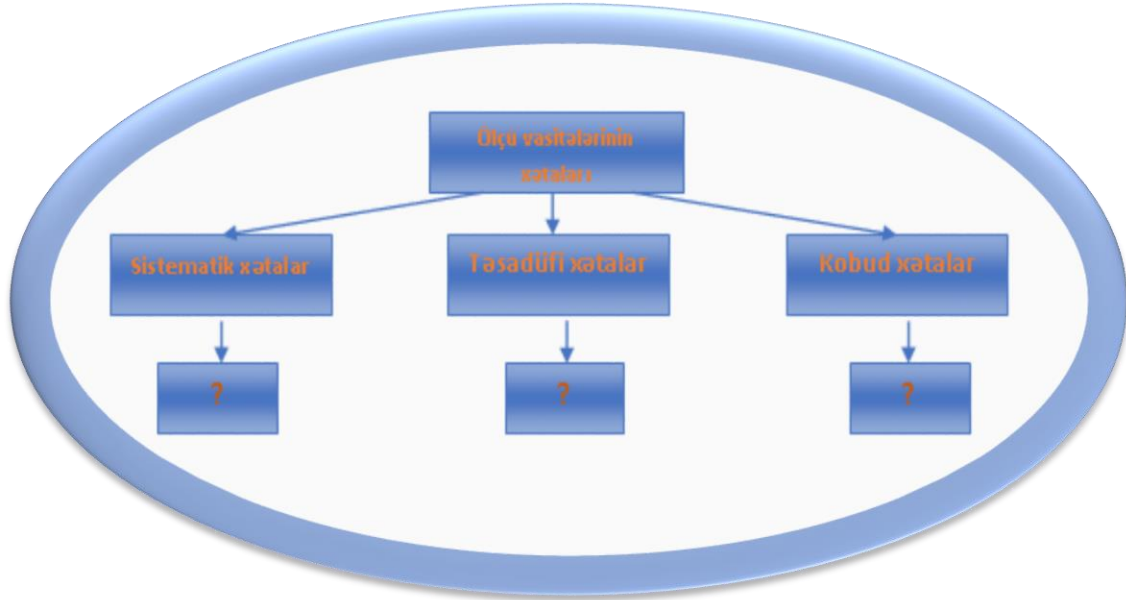 Ölçü vasitələrinin
xətaları
Sistematik xətalar
Təsadüfi xətalar
Kobud xətalar
?
?
?